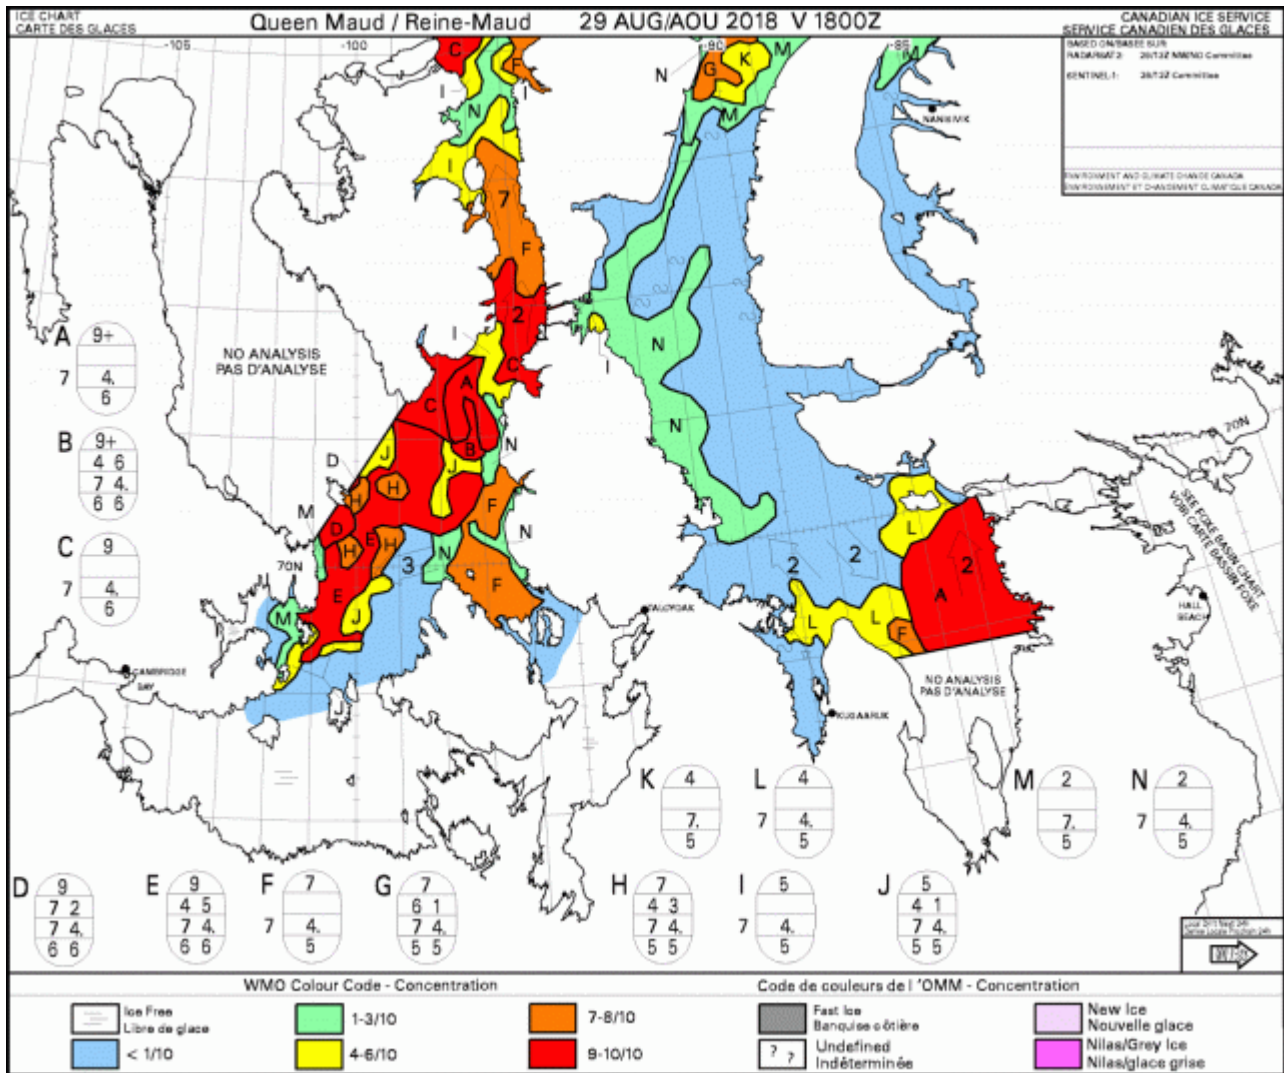 ICE CHART
CARTE DES GLACES
Queen Maud / Reine-Maud 29 AUG/AOU 2018 V 1800Z
CANADIAN ICE SERVICE
SERVICE CANADIEN DES GLACES
BASED ON/BASEE SUR:
RADARSAT2:
SENTINEL-1:
ENVIRONMENT AND CLIMATE CHANGE CANADA
ENVIRONNEMENT ET CHANGEMENT CLIMATIQUE CANADA
-105
-100
-90
-85
C
F
I
I
N
N
G
K
M
M
M
NANISIVIK
I
7
F
2
I
C
N
I
NO ANALYSIS
PAS D'ANALYSE
A
C
B
N
N
J
J
D
H
H
F
M
D
E
H
H
N
N
3
F
70N
E
J
M
2
2
L
2
A
L
L
F
TALOYOAK
CAMBRIDGE
BAY
KUGAARUK
NO ANALYSIS
PAS D'ANALYSE
HALL
BEACH
70N
SEE FOXE BASIN CHART
VOIR CARTE BASSIN FOXE
A
9+
7 4.
6
B
9+
4 6
7 4.
6 6
C
9
7 4.
6
K
4
7.
5
L
4
7 4.
5
M
2
7.
5
N
2
7 4.
5
D
9
7 2
7 4.
6 6
E
9
4 5
7 4.
6 6
F
7
7 4.
5
G
7
6 1
7 4.
5 5
H
7
4 3
7 4.
5 5
I
5
7 4.
5
J
5
4 1
7 4.
5 5
WMO Colour Code - Concentration
Code de couleurs de l 'OMM - Concentration
Ice Free
Libre de glace
1-3/10
7-8/10
Fast Ice
Banquise côtière
New Ice
Nouvelle glace
< 1/10
4-6/10
9-10/10
? ?
Undefined
Indéterminée
Nilas/Grey Ice
Nilas/glace grise